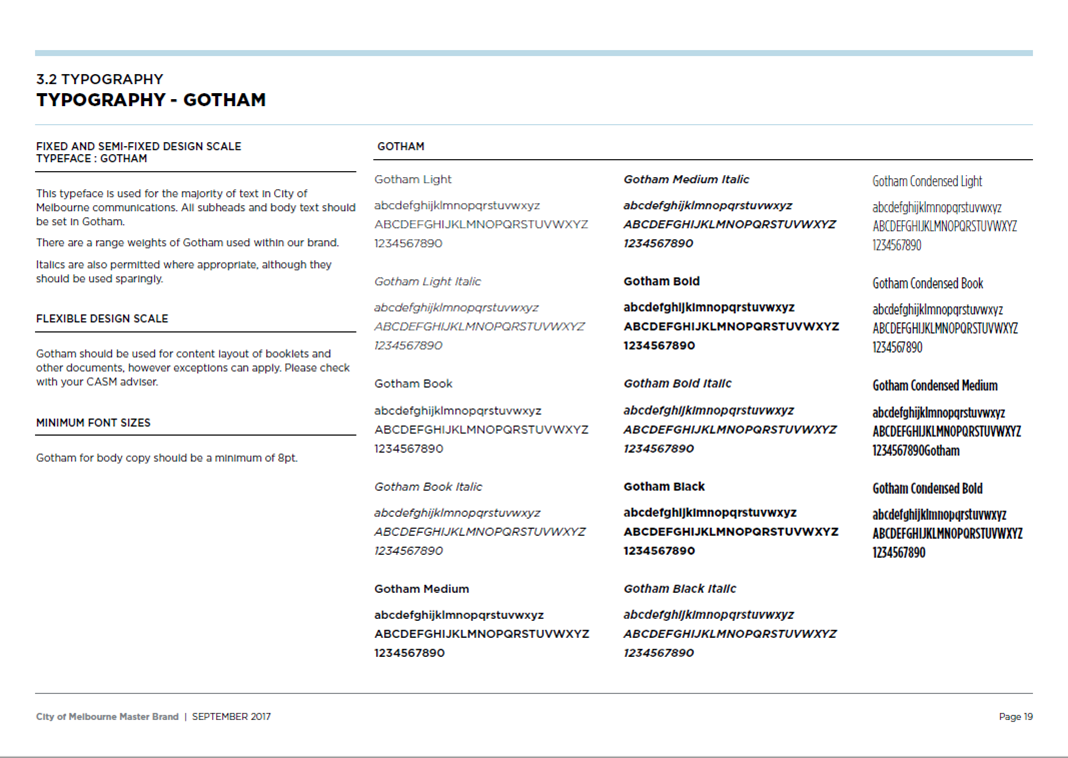 3.2 TYPOGRAPHY
TYPOGRAPHY - GOTHAM
FIXED AND SEMI-FIXED DESIGN SCALE
TYPEFACE : GOTHAM
This typeface is used for the majority of text in City of
Melbourne communications. All subheads and body text should
be set in Gotham.
There are a range weights of Gotham used within our brand.
Italics are also permitted where appropriate, although they
should be used sparingly.
FLEXIBLE DESIGN SCALE
Gotham should be used for content layout of booklets and
other documents, however exceptions can apply. Please check
with your CASM adviser.
MINIMUM FONT SIZES
Gotham for body copy should be a minimum of 8pt.
GOTHAM
Gotham Light
abcdefghijklmnopqrstuvwxyz
ABCDEFGHIJKLMNOPQRSTUVWXYZ
1234567890
Gotham Light Italic
abcdefghijklmnopqrstuvwxyz
ABCDEFGHIJKLMNOPQRSTUVWXYZ
1234567890
Gotham Book
abcdefghijklmnopqrstuvwxyz
ABCDEFGHIJKLMNOPQRSTUVWXYZ
1234567890
Gotham Book Italic
abcdefghijklmnopqrstuvwxyz
ABCDEFGHIJKLMNOPQRSTUVWXYZ
1234567890
Gotham Medium
abcdefghijklmnopqrstuvwxyz
ABCDEFGHIJKLMNOPQRSTUVWXYZ
1234567890
Gotham Medium Italic
abcdefghijklmnopqrstuvwxyz
ABCDEFGHIJKLMNOPQRSTUVWXYZ
1234567890
Gotham Bold
abcdefghijklmnopqrstuvwxyz
ABCDEFGHIJKLMNOPQRSTUVWXYZ
1234567890
Gotham Bold Italic
abcdefghijklmnopqrstuvwxyz
ABCDEFGHIJKLMNOPQRSTUVWXYZ
1234567890
Gotham Black
abcdefghijklmnopqrstuvwxyz
ABCDEFGHIJKLMNOPQRSTUVWXYZ
1234567890
Gotham Black Italic
abcdefghijklmnopqrstuvwxyz
ABCDEFGHIJKLMNOPQRSTUVWXYZ
1234567890
Gotham Condensed Light
abcdefghijklmnopqrstuvwxyz
ABCDEFGHIJKLMNOPQRSTUVWXYZ
1234567890
Gotham Condensed Book
abcdefghijklmnopqrstuvwxyz
ABCDEFGHIJKLMNOPQRSTUVWXYZ
1234567890
Gotham Condensed Medium
abcdefghijklmnopqrstuvwxyz
ABCDEFGHIJKLMNOPQRSTUVWXYZ
1234567890Gotham
Gotham Condensed Bold
abcdefghijklmnopqrstuvwxyz
ABCDEFGHIJKLMNOPQRSTUVWXYZ
1234567890
City of Melbourne Master Brand | SEPTEMBER 2017
Page 19